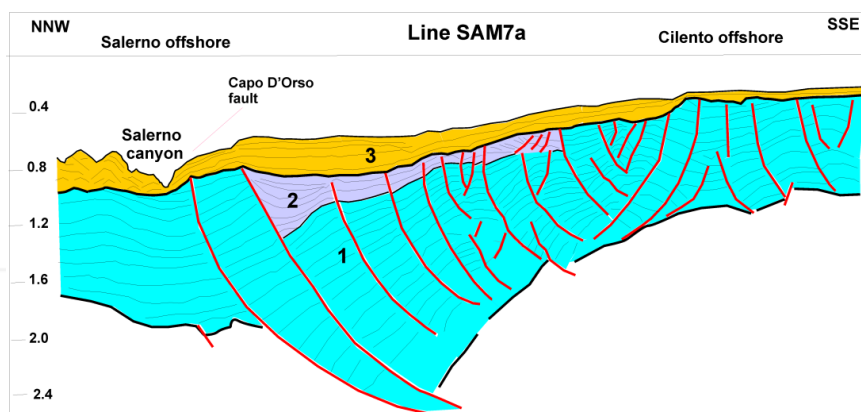 NNW
Line SAM7a
SSE
Salerno offshore
Cilento offshore
Capo D'Orso
fault
0.4
Salerno
canyon
3
0.8
2
1.2
1
1.6
2.0
2.4